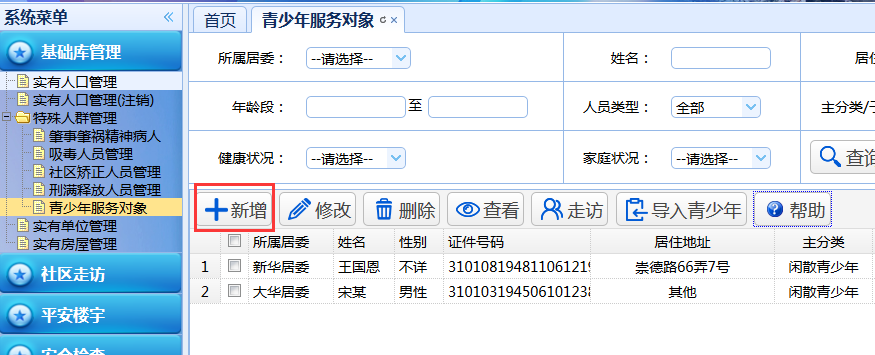 系统菜单
首页
青少年服务对象
基础库管理
实有人口管理
实有人口管理(注销)
特殊人群管理
肇事肇祸精神病人
吸毒人员管理
社区矫正人员管理
刑满释放人员管理
青少年服务对象
实有单位管理
实有房屋管理
社区走访
平安楼宇
所属居委： --请选择-- 姓名： 居住
年龄段： 至 人员类型： 全部 主分类/子
健康状况： --请选择-- 家庭状况： --请选择-- 查询
新增 修改 删除 查看 走访 导入青少年 帮助
所属居委 姓名 性别 证件号码 居住地址 主分类
1 新华居委 王国恩 不详 31010819481106121 崇德路66弄7号 闲散青少年
2 大华居委 宋某 男性 31010319450610123 其他 闲散青少年